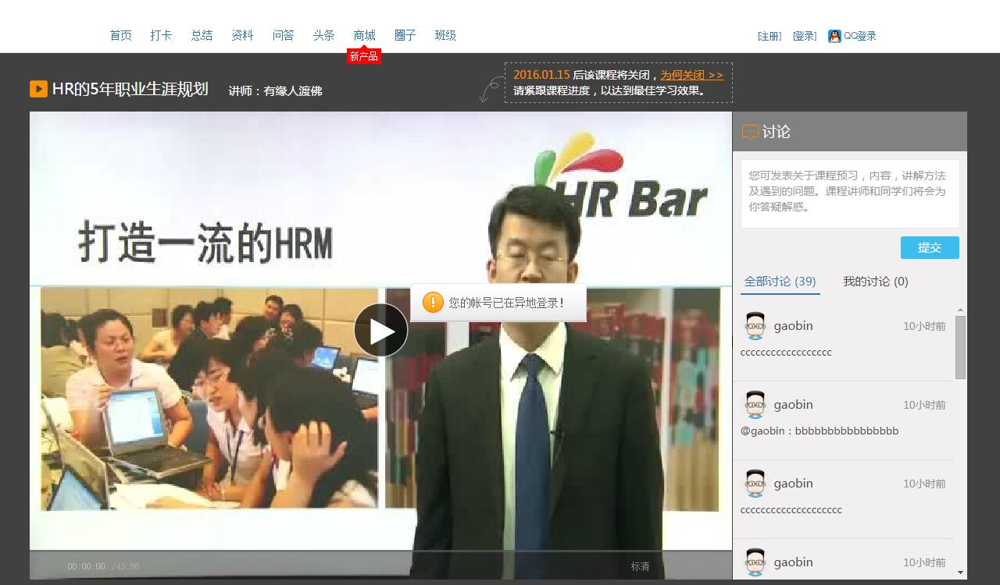 首页 打卡 总结 资料 问答 头条 商城 圈子 班级 [注册] [登录] QQ登录
新产品
HR的5年职业生涯规划 讲师：有缘人渡佛
2016.01.15 后该课程将关闭，为何关闭 >>
请紧跟课程进度，以达到最佳学习效果。
HR Bar
打造一流的HRM
您的帐号已在异地登录！
00:00:00 /43:56 标清
讨论
您可发表关于课程预习，内容，讲解方法
及遇到的问题。课程讲师和同学们将会为
你答疑解惑。
提交
全部讨论 (39) 我的讨论 (0)
gaobin 10小时前
cccccccccccccccccc
gaobin 10小时前
@gaobin：bbbbbbbbbbbbbbbb
gaobin 10小时前
cccccccccccccccccccc
gaobin 10小时前